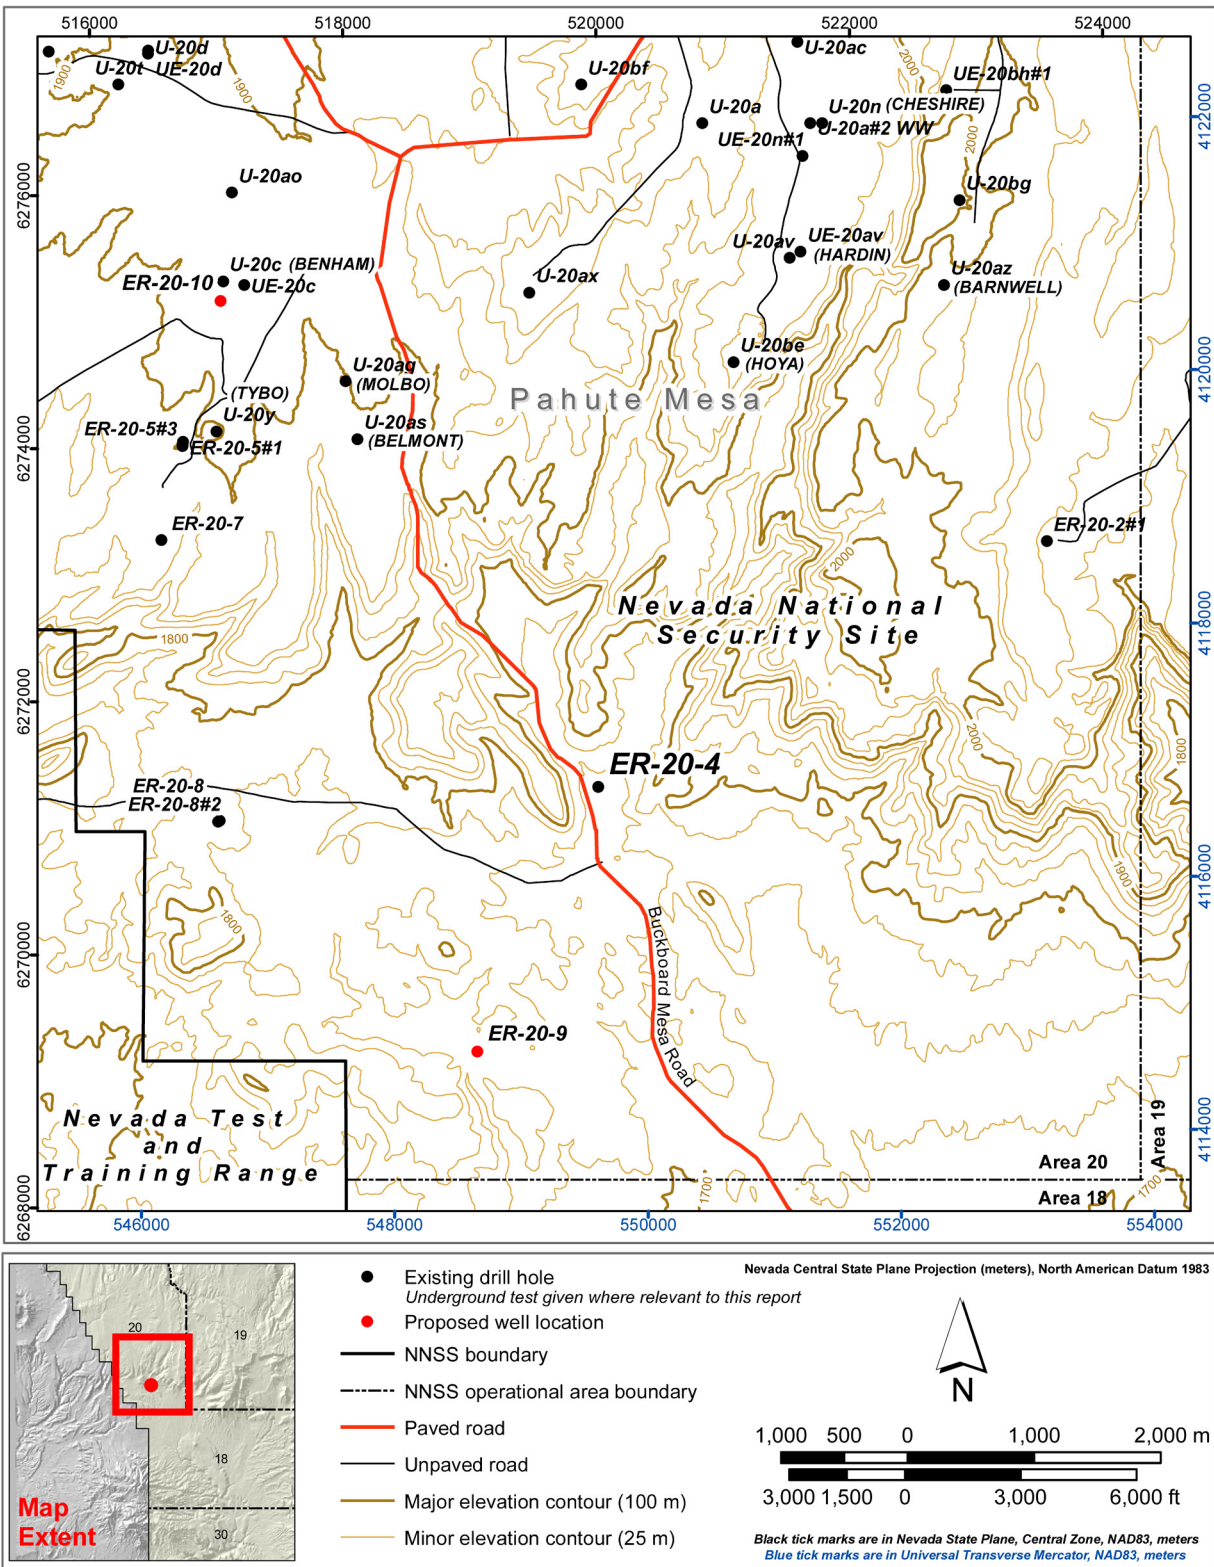 516000
518000
520000
522000
524000
U-20d
UE-20d
U-20t
1900
1900
U-20bf
U-20ac
2000
UE-20bh#1
U-20a
U-20n (CHESHIRE)
U-20a#2 WW
UE-20n#1
2000
4122000
U-20ao
6276000
U-20bg
U-20av
UE-20av
(HARDIN)
U-20c (BENHAM)
ER-20-10
UE-20c
U-20ax
U-20az
(BARNWELL)
U-20be
(HOYA)
4120000
U-20aq
(MOLBO)
(TYBO)
Pahute Mesa
U-20y
U-20as
(BELMONT)
ER-20-5#3
ER-20-5#1
6274000
ER-20-7
ER-20-2#1
2000
Nevada National
Security Site
4118000
1800
6272000
2000
1800
ER-20-4
ER-20-8
ER-20-8#2
1900
4116000
1800
6270000
Buckboard Mesa Road
ER-20-9
Nevada Test
and
Training Range
4114000
Area 19
Area 20
Area 18
1700
1700
6268000
546000
548000
550000
552000
554000
20
19
18
30
Map
Extent
Existing drill hole
Underground test given where relevant to this report
Proposed well location
NNSS boundary
NNSS operational area boundary
Paved road
Unpaved road
Major elevation contour (100 m)
Minor elevation contour (25 m)
Nevada Central State Plane Projection (meters), North American Datum 1983
N
1,000 500 0 1,000 2,000 m
3,000 1,500 0 3,000 6,000 ft
Black tick marks are in Nevada State Plane, Central Zone, NAD83, meters
Blue tick marks are in Universal Transverse Mercator, NAD83, meters